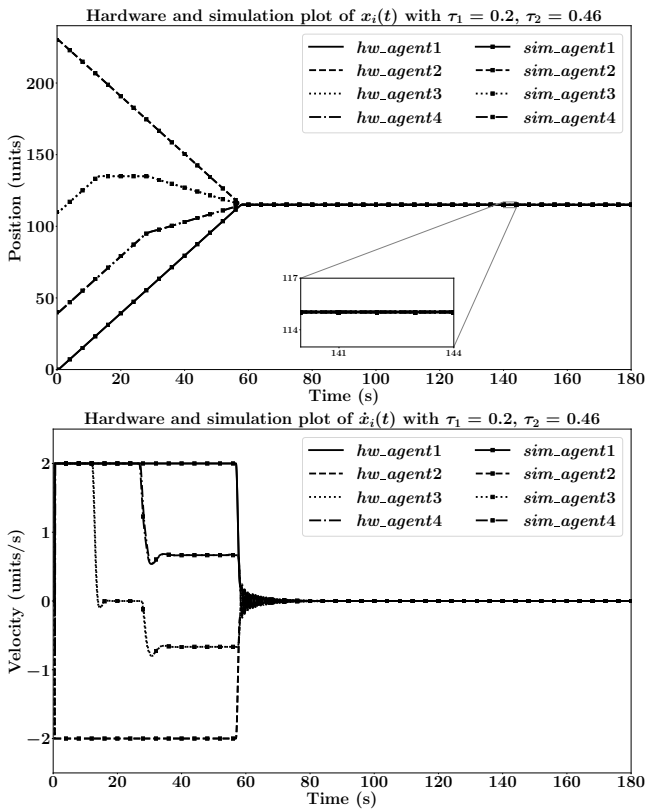 Hardware and simulation plot of x_i(t) with τ_1 = 0.2, τ_2 = 0.46
hw_agent1 sim_agent1
hw_agent2 sim_agent2
hw_agent3 sim_agent3
hw_agent4 sim_agent4
Position (units)
200
150
100
50
0
117
114
141 144
0 20 40 60 80 100 120 140 160 180
Time (s)
Hardware and simulation plot of ẋ_i(t) with τ_1 = 0.2, τ_2 = 0.46
hw_agent1 sim_agent1
hw_agent2 sim_agent2
hw_agent3 sim_agent3
hw_agent4 sim_agent4
Velocity (units/s)
2
1
0
−1
−2
0 20 40 60 80 100 120 140 160 180
Time (s)